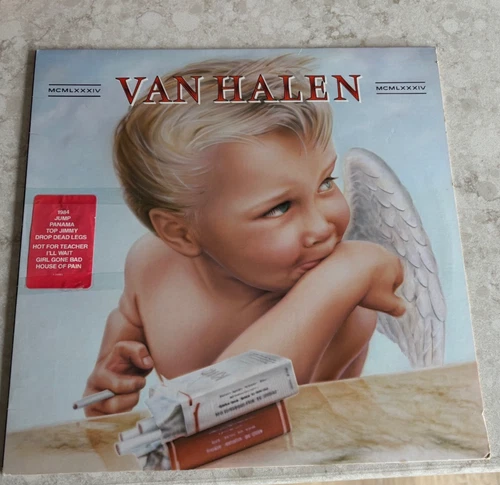 MCMLXXXIV VAN HALEN MCMLXXXIV
1984
JUMP
PANAMA
TOP JIMMY
DROP DEAD LEGS
HOT FOR TEACHER
I'LL WAIT
GIRL GONE BAD
HOUSE OF PAIN